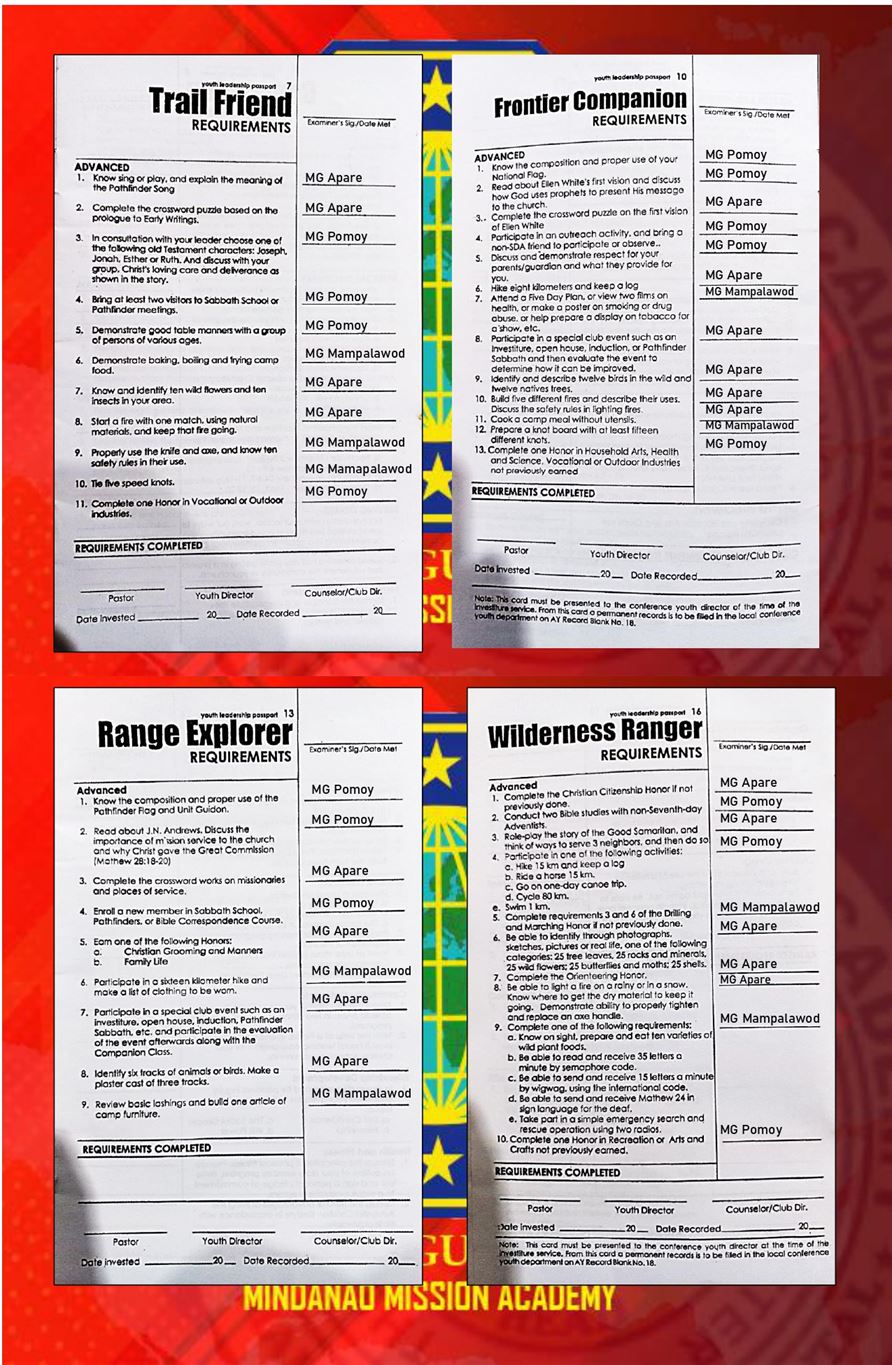 youth leadership passport 7
Trail Friend
REQUIREMENTS
Examiner's Sig./Date Met
ADVANCED
1. Know sing or play, and explain the meaning of
the Pathfinder Song
MG Apare
2. Complete the crossword puzzle based on the
prologue to Early Writings.
MG Apare
3. In consultation with your leader choose one of
the following old Testament characters: Joseph,
Jonah, Esther or Ruth. And discuss with your
group, Christ's loving care and deliverance as
shown in the story.
MG Pomoy
4. Bring at least two visitors to Sabbath School or
Pathfinder meetings.
MG Pomoy
5. Demonstrate good table manners with a group
of persons of various ages.
MG Pomoy
6. Demonstrate baking, boiling and frying camp
food.
MG Mampalawod
7. Know and identify ten wild flowers and ten
insects in your area.
MG Apare
8. Start a fire with one match, using natural
materials, and keep that fire going.
MG Apare
9. Properly use the knife and axe, and know ten
safety rules in their use.
MG Mampalawod
10. Tie five speed knots.
MG Mamapalawod
11. Complete one Honor in Vocational or Outdoor
Industries.
MG Pomoy
REQUIREMENTS COMPLETED
Pastor Youth Director Counselor/Club Dir.
Date Invested 20 Date Recorded 20
youth leadership passport 10
Frontier Companion
REQUIREMENTS
Examiner's Sig./Date Met
ADVANCED
1. Know the composition and proper use of your
National Flag.
2. Read about Ellen White's first vision and discuss
how God uses prophets to present His message
to the church.
3.. Complete the crossword puzzle on the first vision
of Ellen White
4. Participate in an outreach activity, and bring a
non-SDA friend to participate or observe..
5. Discuss and demonstrate respect for your
parents/guardian and what they provide for
you.
6. Hike eight kilometers and keep a log
7. Attend a Five Day Plan, or view two films on
health, or make a poster on smoking or drug
abuse, or help prepare a display on tobacco for
a show, etc.
8. Participate in a special club event such as an
Investiture, open house, induction, or Pathfinder
Sabbath and then evaluate the event to
determine how it can be improved.
9. Identify and describe twelve birds in the wild and
twelve natives trees.
10. Build five different fires and describe their uses.
Discuss the safety rules in lighting fires.
11. Cook a camp meal without utensils.
12. Prepare a knot board with at least fifteen
different knots.
13. Complete one Honor in Household Arts, Health
and Science, Vocational or Outdoor Industries
not previously earned
MG Pomoy
MG Pomoy
MG Apare
MG Pomoy
MG Pomoy
MG Apare
MG Mampalawod
MG Apare
MG Apare
MG Apare
MG Apare
MG Mampalawod
MG Pomoy
REQUIREMENTS COMPLETED
Pastor Youth Director Counselor/Club Dir.
Date Invested 20 Date Recorded 20
Note: This card must be presented to the conference youth director of the time of the
investiture service. From this card a permanent records is to be filed in the local conference
youth department on AY Record Blank No. 18.
youth leadership passport 13
Range Explorer
REQUIREMENTS
Examiner's Sig./Date Met
Advanced
1. Know the composition and proper use of the
Pathfinder Flag and Unit Guidon.
MG Pomoy
2. Read about J.N. Andrews. Discuss the
importance of mission service to the church
and why Christ gave the Great Commission
(Mathew 28:18-20)
MG Pomoy
3. Complete the crossword works on missionaries
and places of service.
MG Apare
4. Enroll a new member in Sabbath School,
Pathfinders, or Bible Correspondence Course.
MG Pomoy
5. Earn one of the following Honors:
a. Christian Grooming and Manners
b. Family Life
MG Apare
6. Participate in a sixteen kilometer hike and
make a list of clothing to be worn.
MG Mampalawod
7. Participate in a special club event such as an
investiture, open house, induction, Pathfinder
Sabbath, etc. and participate in the evaluation
of the event afterwards along with the
Companion Class.
MG Apare
8. Identify six tracks of animals or birds. Make a
plaster cast of three tracks.
MG Apare
9. Review basic lashings and build one article of
camp furniture.
MG Mampalawod
REQUIREMENTS COMPLETED
Pastor Youth Director Counselor/Club Dir.
Date Invested 20 Date Recorded 20
youth leadership passport 16
Wilderness Ranger
REQUIREMENTS
Examiner's Sig./Date Met
Advanced
1. Complete the Christian Citizenship Honor if not
previously done.
2. Conduct two Bible studies with non-Seventh-day
Adventists.
3. Role-play the story of the Good Samaritan, and
think of ways to serve 3 neighbors, and then do so
4. Participate in one of the following activities:
a. Hike 15 km and keep a log
b. Ride a horse 15 km.
c. Go on one-day canoe trip.
d. Cycle 80 km.
e. Swim 1 km.
5. Complete requirements 3 and 6 of the Drilling
and Marching Honor if not previously done.
6. Be able to identify through photographs,
sketches, pictures or real life, one of the following
categories: 25 tree leaves, 25 rocks and minerals,
25 wild flowers; 25 butterflies and moths; 25 shells.
7. Complete the Orienteering Honor.
8. Be able to light a fire on a rainy or in a snow.
Know where to get the dry material to keep it
going. Demonstrate ability to properly tighten
and replace an axe handle.
9. Complete one of the following requirements:
a. Know on sight, prepare and eat ten varieties of
wild plant foods.
b. Be able to read and receive 35 letters a
minute by semaphore code.
c. Be able to send and receive 15 letters a minute
by wigwag, using the international code.
d. Be able to send and receive Mathew 24 in
sign language for the deaf.
e. Take part in a simple emergency search and
rescue operation using two radios.
10. Complete one Honor in Recreation or Arts and
Crafts not previously earned.
MG Apare
MG Pomoy
MG Apare
MG Pomoy
MG Mampalawod
MG Apare
MG Apare
MG Apare
MG Mampalawod
MG Pomoy
REQUIREMENTS COMPLETED
Pastor Youth Director Counselor/Club Dir.
Date Invested 20 Date Recorded 20
Note: This card must be presented to the conference youth director at the time of the
investiture service. From this card a permanent records is to be filed in the local conference
youth department on AY Record Blank No. 18.
MINDANAO MISSION ACADEMY